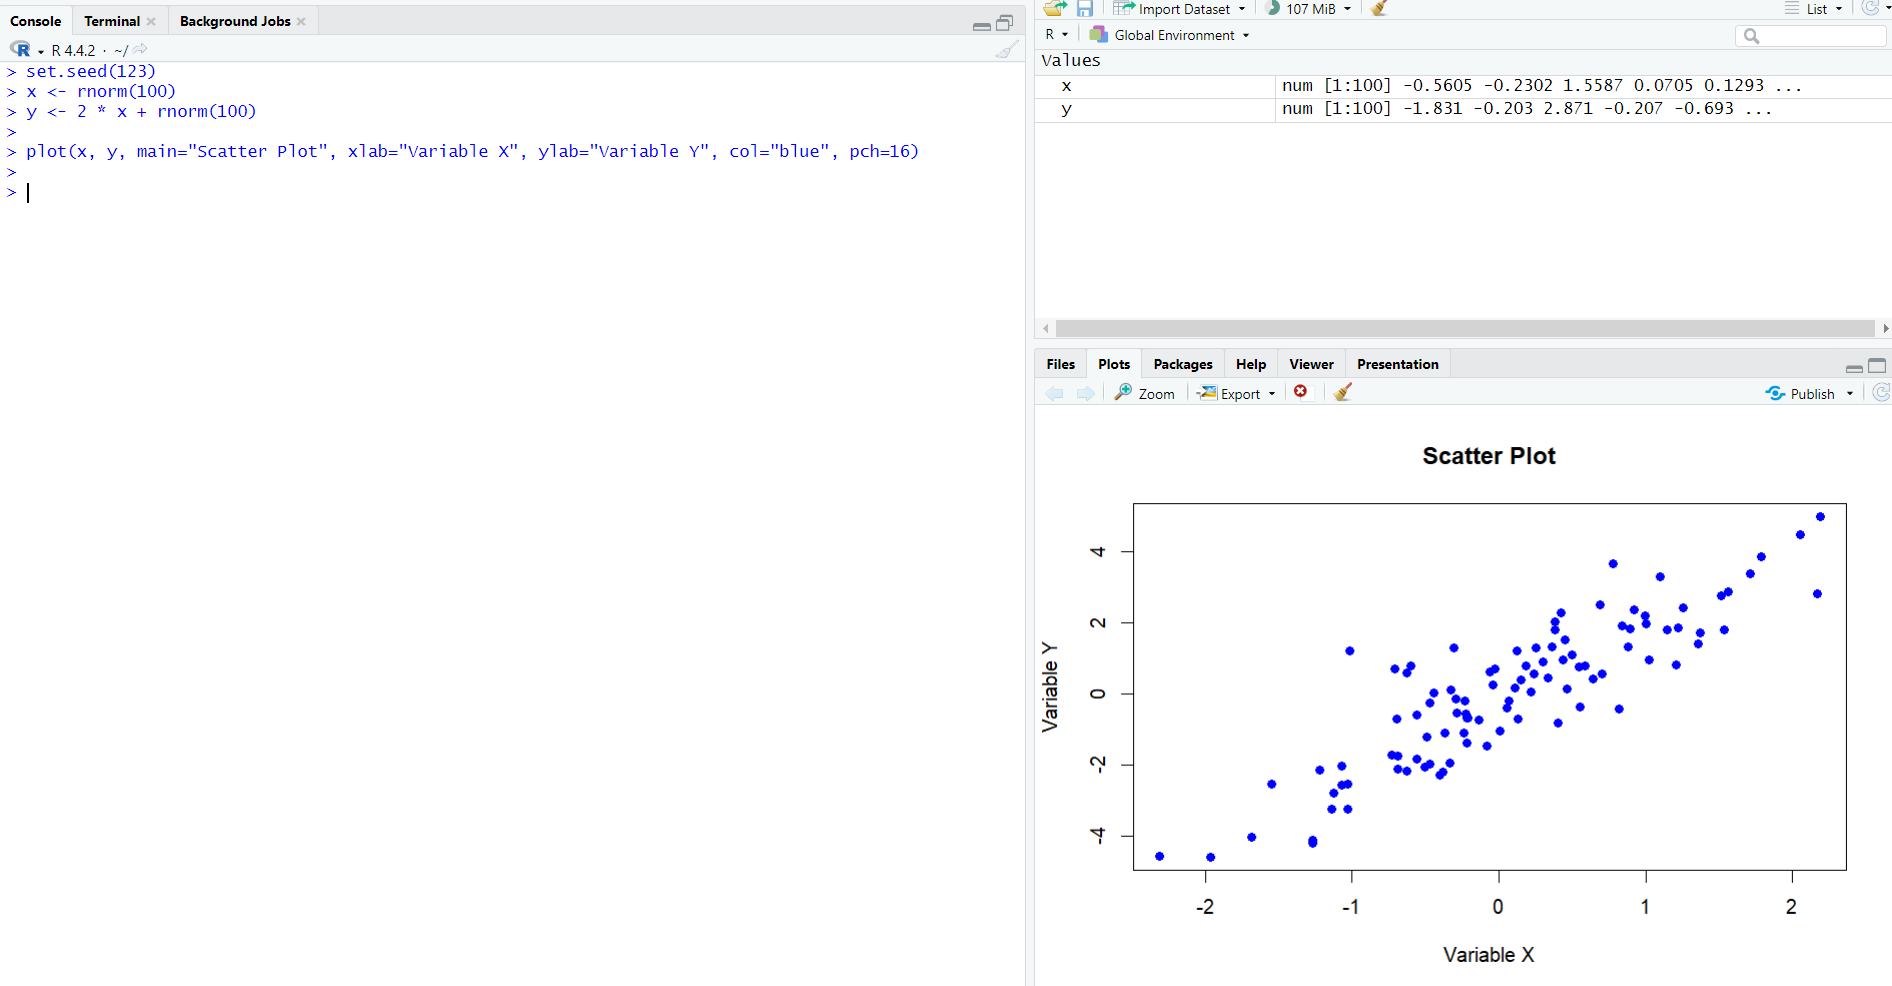 Console Terminal Background Jobs
R R 4.4.2 · ~/
> set.seed(123)
> x <- rnorm(100)
> y <- 2 * x + rnorm(100)
>
> plot(x, y, main="Scatter Plot", xlab="Variable X", ylab="Variable Y", col="blue", pch=16)
>
>
Import Dataset 107 MiB List
R Global Environment
Values
x num [1:100] -0.5605 -0.2302 1.5587 0.0705 0.1293 ...
y num [1:100] -1.831 -0.203 2.871 -0.207 -0.693 ...
Files Plots Packages Help Viewer Presentation
Zoom Export Publish
Scatter Plot
4
2
0
-2
-4
Variable Y
-2 -1 0 1 2
Variable X